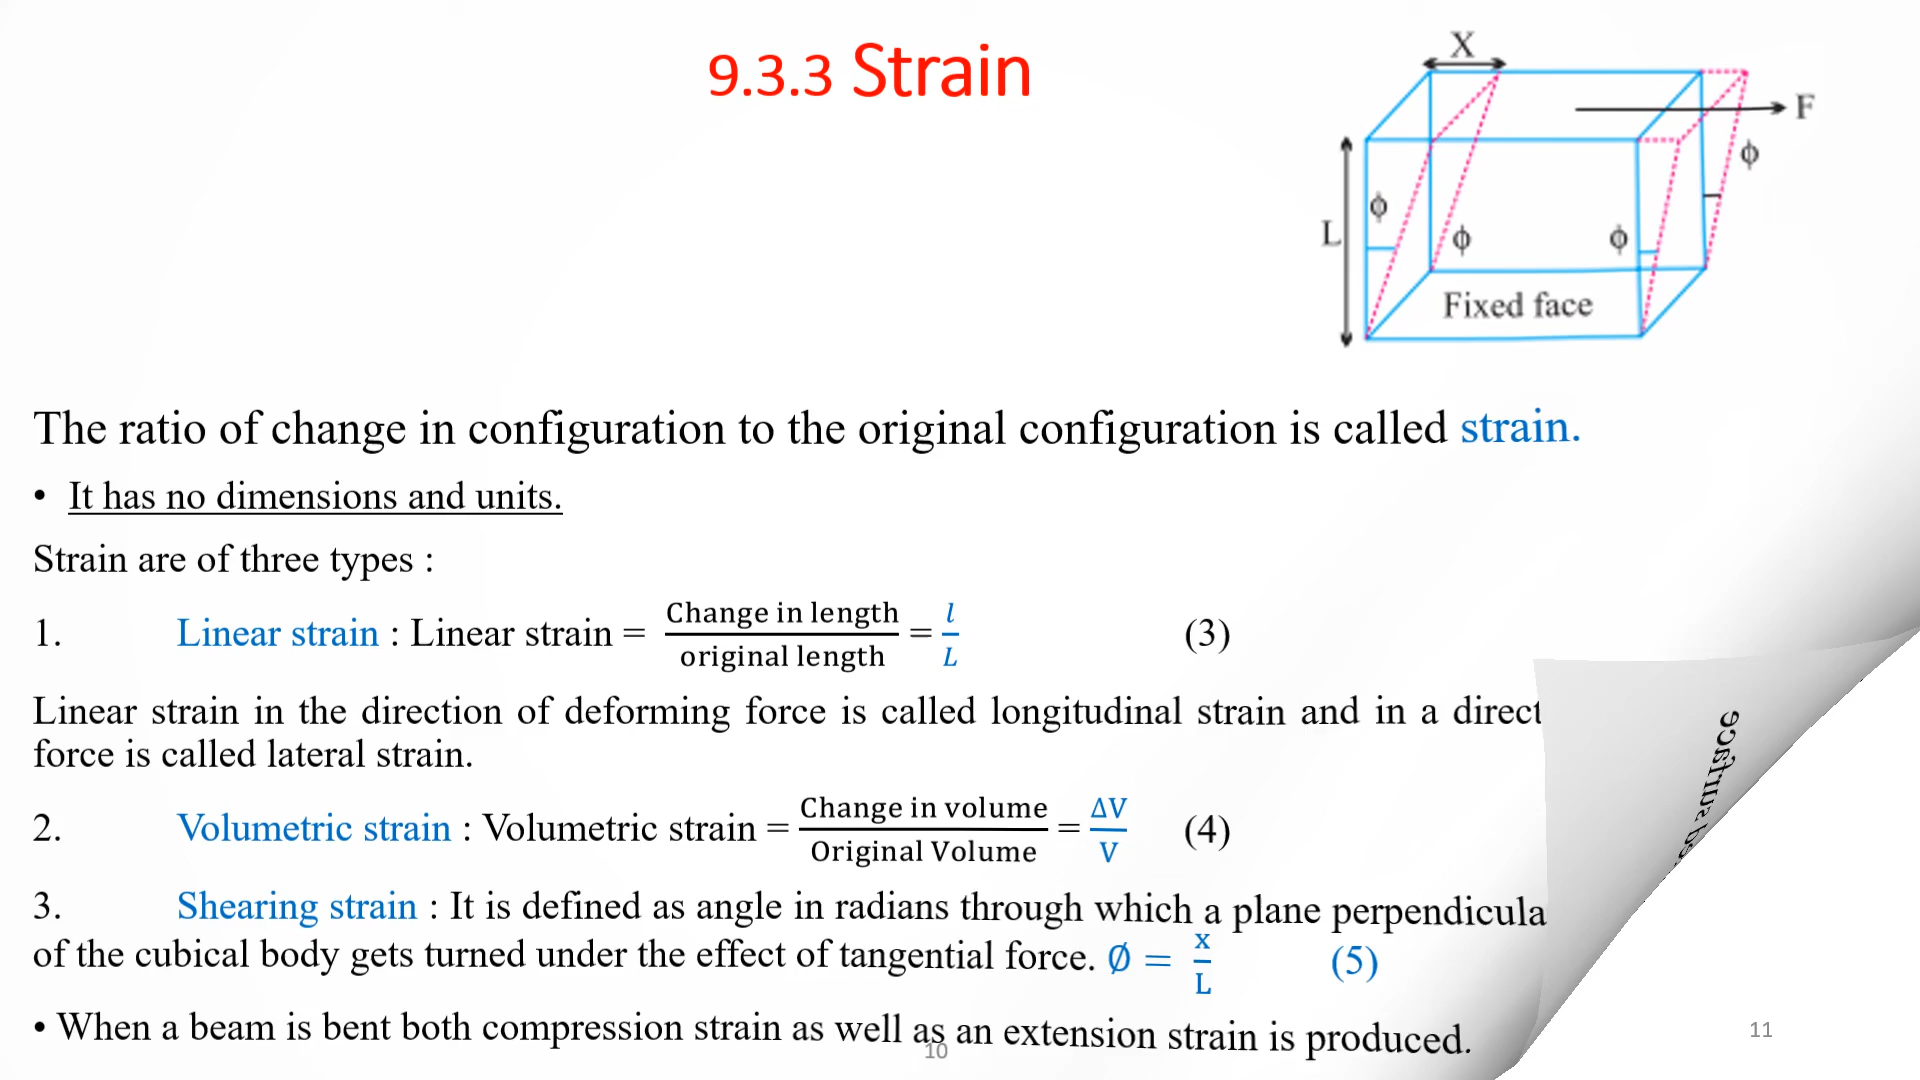 9.3.3 Strain
X
F
ϕ
ϕ
L
ϕ
ϕ
Fixed face
The ratio of change in configuration to the original configuration is called strain.
• It has no dimensions and units.
Strain are of three types :
1. Linear strain : Linear strain = Change in length / original length = l / L (3)
Linear strain in the direction of deforming force is called longitudinal strain and in a direct
force is called lateral strain.
2. Volumetric strain : Volumetric strain = Change in volume / Original Volume = ΔV / V (4)
3. Shearing strain : It is defined as angle in radians through which a plane perpendicula
of the cubical body gets turned under the effect of tangential force. ∅ = x / L (5)
• When a beam is bent both compression strain as well as an extension strain is produced.
10
11
surface